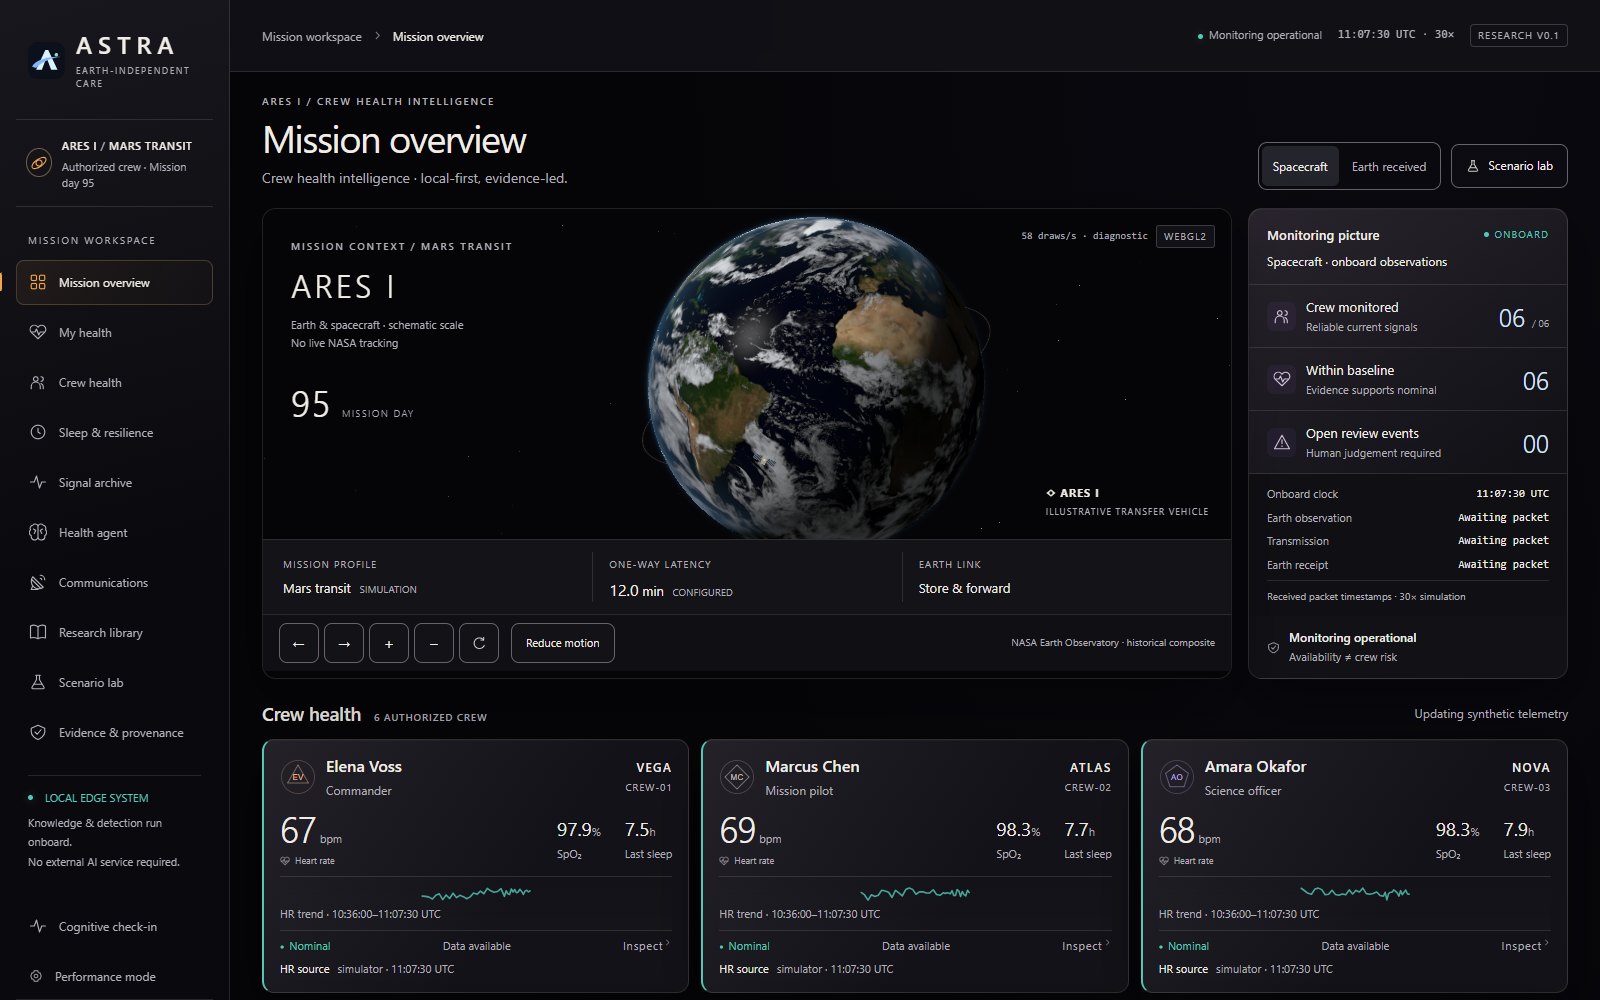 ASTRA
EARTH-INDEPENDENT
CARE
ARES I / MARS TRANSIT
Authorized crew · Mission
day 95
MISSION WORKSPACE
Mission overview
My health
Crew health
Sleep & resilience
Signal archive
Health agent
Communications
Research library
Scenario lab
Evidence & provenance
LOCAL EDGE SYSTEM
Knowledge & detection run
onboard.
No external AI service required.
Cognitive check-in
Performance mode
Mission workspace > Mission overview
Monitoring operational 11:07:30 UTC · 30× RESEARCH V0.1
ARES I / CREW HEALTH INTELLIGENCE
Mission overview
Crew health intelligence · local-first, evidence-led.
Spacecraft Earth received Scenario lab
MISSION CONTEXT / MARS TRANSIT
58 draws/s · diagnostic WEBGL2
ARES I
Earth & spacecraft · schematic scale
No live NASA tracking
95 MISSION DAY
ARES I
ILLUSTRATIVE TRANSFER VEHICLE
MISSION PROFILE
Mars transit SIMULATION
ONE-WAY LATENCY
12.0 min CONFIGURED
EARTH LINK
Store & forward
← → + − Reduce motion
NASA Earth Observatory · historical composite
Monitoring picture ONBOARD
Spacecraft · onboard observations
Crew monitored
Reliable current signals
06 / 06
Within baseline
Evidence supports nominal
06
Open review events
Human judgement required
00
Onboard clock 11:07:30 UTC
Earth observation Awaiting packet
Transmission Awaiting packet
Earth receipt Awaiting packet
Received packet timestamps · 30× simulation
Monitoring operational
Availability ≠ crew risk
Crew health 6 AUTHORIZED CREW
Updating synthetic telemetry
EV
Elena Voss VEGA
Commander CREW-01
67 bpm 97.9% 7.5h
Heart rate SpO₂ Last sleep
HR trend · 10:36:00–11:07:30 UTC
Nominal Data available Inspect ›
HR source simulator · 11:07:30 UTC
MC
Marcus Chen ATLAS
Mission pilot CREW-02
69 bpm 98.3% 7.7h
Heart rate SpO₂ Last sleep
HR trend · 10:36:00–11:07:30 UTC
Nominal Data available Inspect ›
HR source simulator · 11:07:30 UTC
AO
Amara Okafor NOVA
Science officer CREW-03
68 bpm 98.3% 7.9h
Heart rate SpO₂ Last sleep
HR trend · 10:36:00–11:07:30 UTC
Nominal Data available Inspect ›
HR source simulator · 11:07:30 UTC